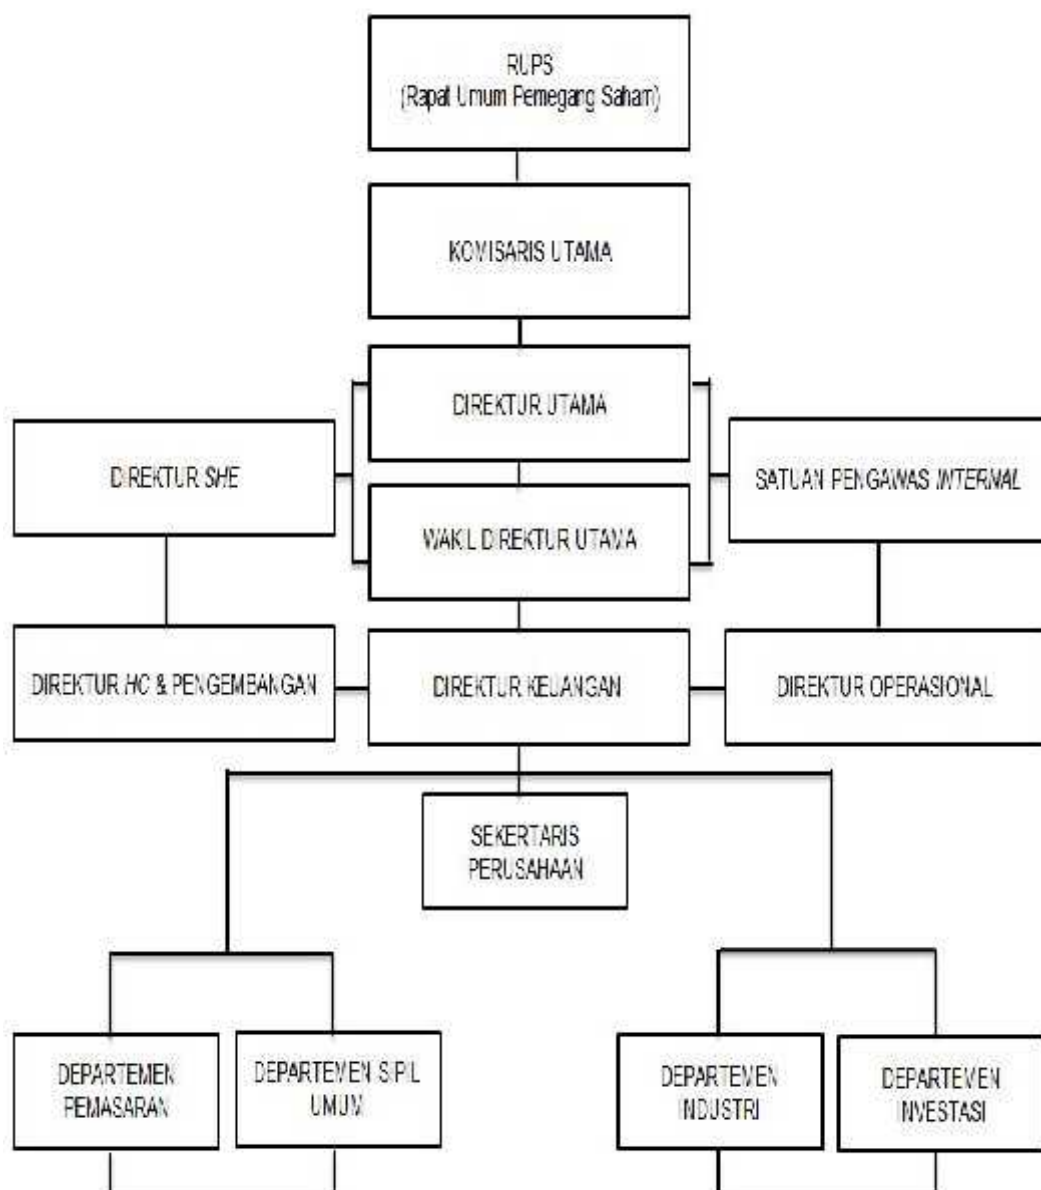 RUPS
(Rapat Umum Pemegang Saham)
KOMISARIS UTAMA
DIREKTUR UTAMA
DIREKTUR SHE
SATUAN PENGAWAS INTERNAL
WAKIL DIREKTUR UTAMA
DIREKTUR HC & PENGEMBANGAN
DIREKTUR KEUANGAN
DIREKTUR OPERASIONAL
SEKERTARIS
PERUSAHAAN
DEPARTEMEN
PEMASARAN
DEPARTEMEN SIPIL
UMUM
DEPARTEMEN
INDUSTRI
DEPARTEMEN
INVESTASI